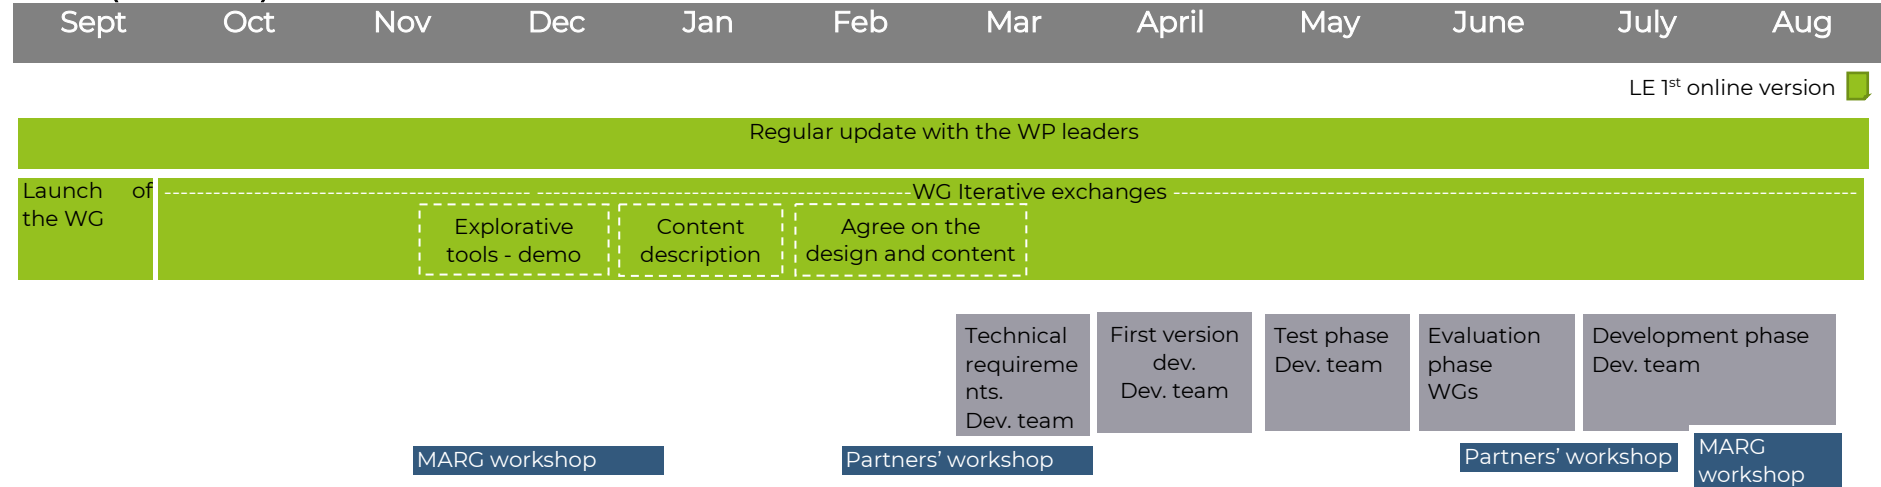 Sept Oct Nov Dec Jan Feb Mar April May June July Aug
LE 1st online version
Regular update with the WP leaders
Launch of
the WG
WG Iterative exchanges
Explorative
tools - demo
Content
description
Agree on the
design and content
Technical
requireme
nts.
Dev. team
First version
dev.
Dev. team
Test phase
Dev. team
Evaluation
phase
WGs
Development phase
Dev. team
MARG workshop
Partners’ workshop
Partners’ workshop
MARG
workshop